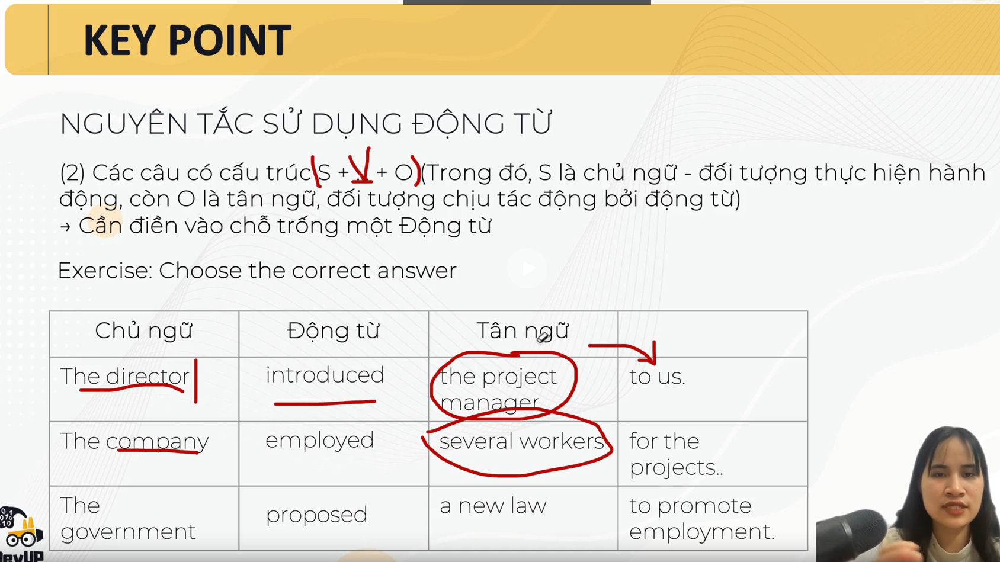 KEY POINT
NGUYÊN TẮC SỬ DỤNG ĐỘNG TỪ
(2) Các câu có cấu trúc S + ... + O (Trong đó, S là chủ ngữ - đối tượng thực hiện hành
động, còn O là tân ngữ, đối tượng chịu tác động bởi động từ)
→ Cần điền vào chỗ trống một Động từ
Exercise: Choose the correct answer
Chủ ngữ Động từ Tân ngữ
The director introduced the project
manager to us.
The company employed several workers for the
projects..
The
government proposed a new law to promote
employment.